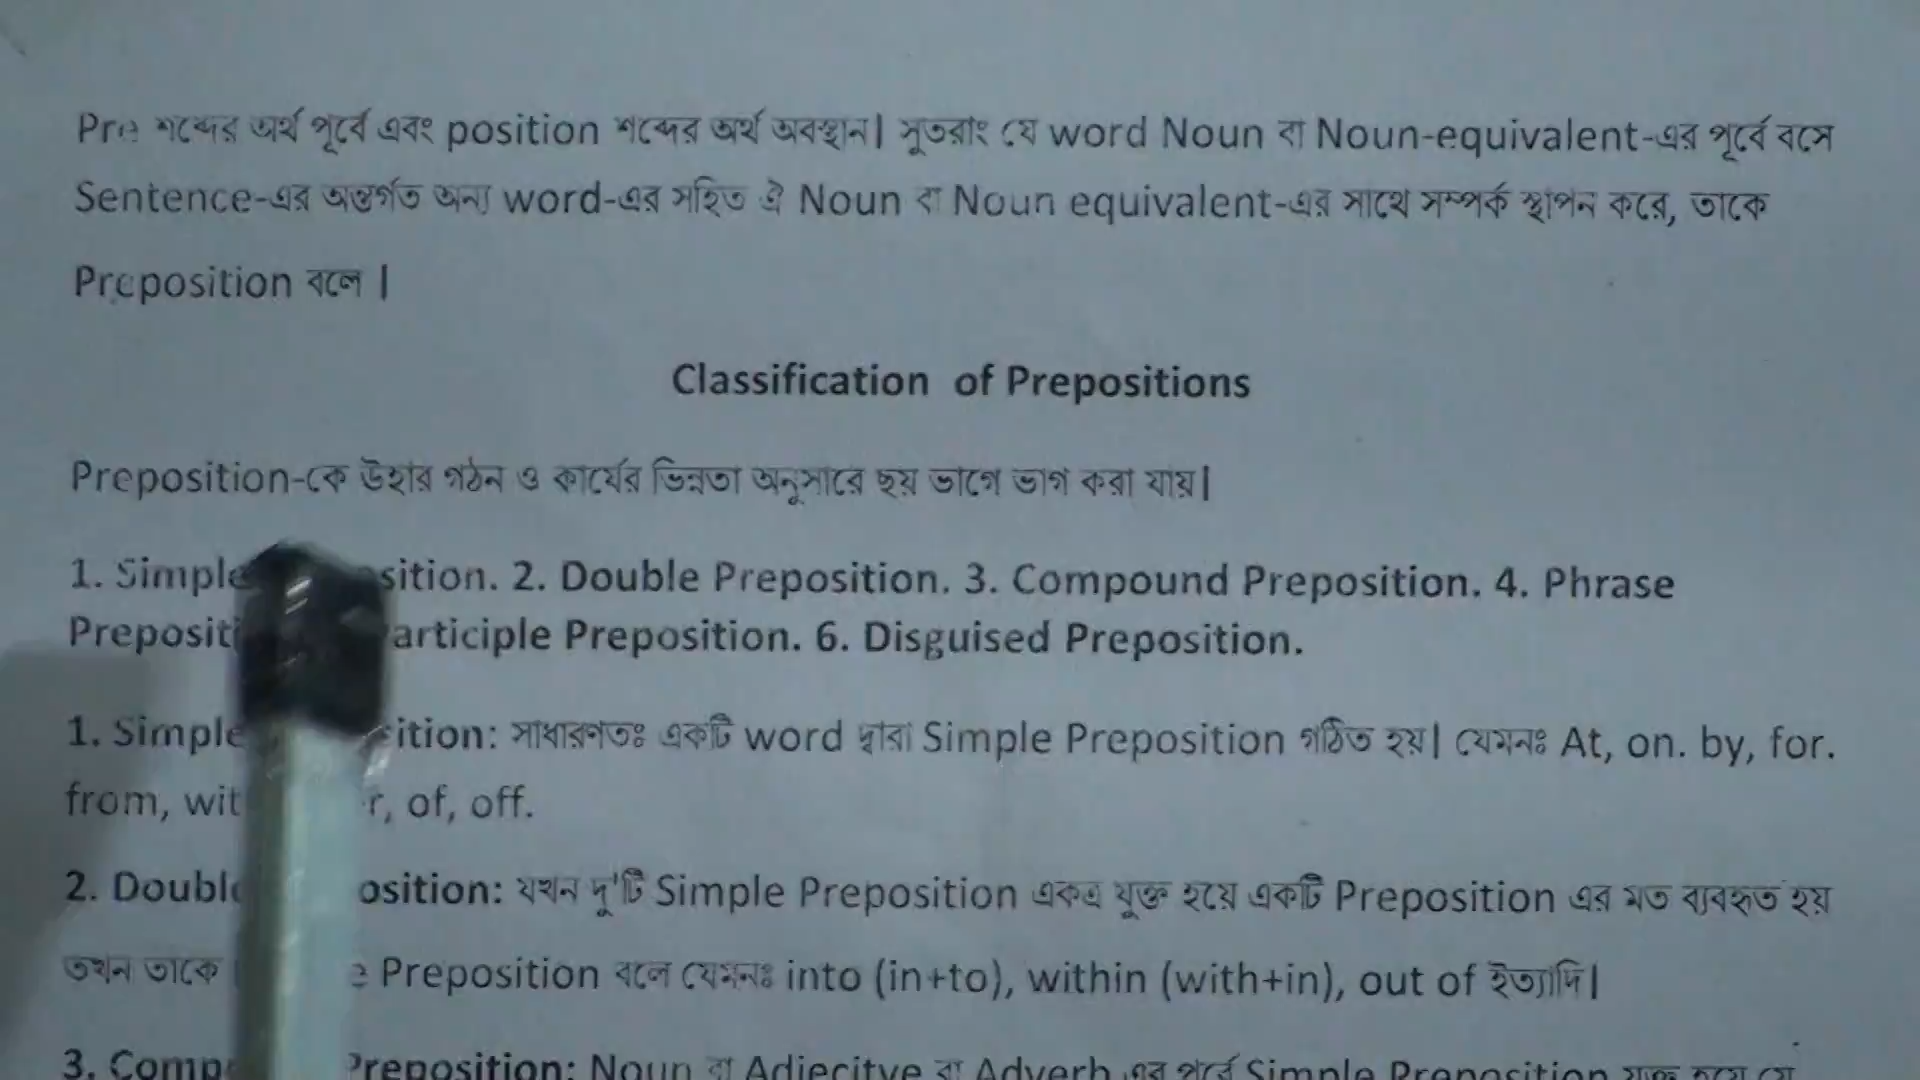 Pre শব্দের অর্থ পূর্বে এবং position শব্দের অর্থ অবস্থান। সুতরাং যে word Noun বা Noun-equivalent-এর পূর্বে বসে
Sentence-এর অন্তর্গত অন্য word-এর সহিত ঐ Noun বা Noun equivalent-এর সাথে সম্পর্ক স্থাপন করে, তাকে
Preposition বলে ।
Classification of Prepositions
Preposition-কে উহার গঠন ও কার্যের ভিন্নতা অনুসারে ছয় ভাগে ভাগ করা যায়।
1. Simple sition. 2. Double Preposition. 3. Compound Preposition. 4. Phrase
Preposit articiple Preposition. 6. Disguised Preposition.
1. Simple ition: সাধারণতঃ একটি word দ্বারা Simple Preposition গঠিত হয়। যেমনঃ At, on. by, for.
from, wit r, of, off.
2. Doubl osition: যখন দু'টি Simple Preposition একত্র যুক্ত হয়ে একটি Preposition এর মত ব্যবহৃত হয়
তখন তাকে e Preposition বলে যেমনঃ into (in+to), within (with+in), out of ইত্যাদি।
3. Comp Preposition: Noun বা Adjecitve বা Adverb এর পূর্বে Simple Preposition যুক্ত হয়ে যে